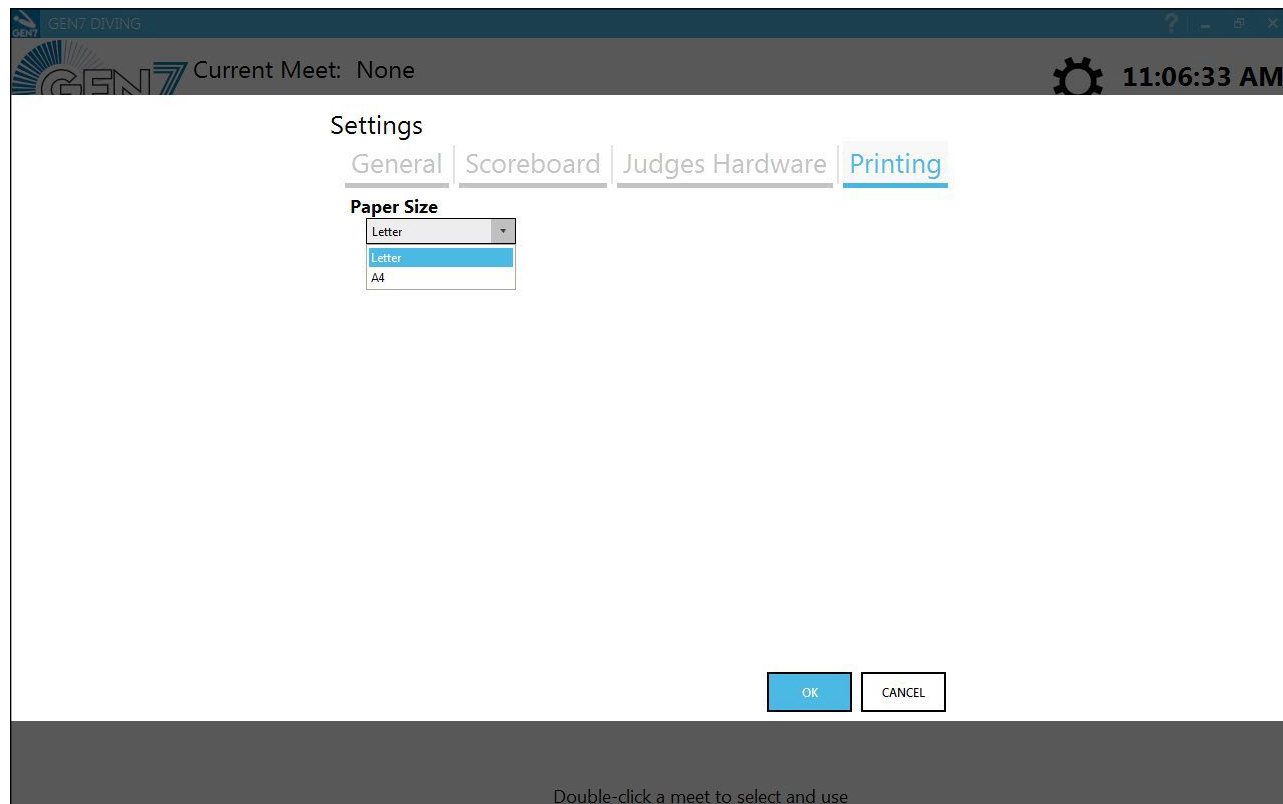 GEN7
GEN7 DIVING
?
GEN7
Current Meet: None
11:06:33 AM
Settings
General
Scoreboard
Judges Hardware
Printing
Paper Size
Letter
Letter
A4
OK
CANCEL
Double-click a meet to select and use